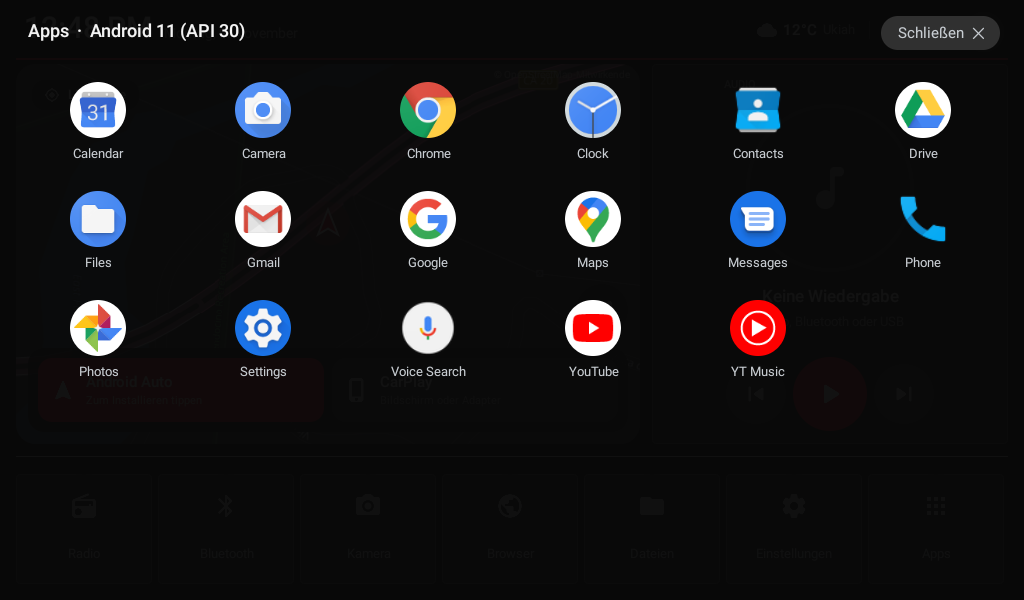 Apps · Android 11 (API 30)
Schließen
12°C
31
Calendar
Camera
Chrome
Clock
Contacts
Drive
Files
Gmail
Google
Maps
Messages
Phone
Keine Wiedergabe
Photos
Settings
Voice Search
YouTube
YT Music
Android Auto
CarPlay
Radio
Bluetooth
Kamera
Browser
Dateien
Einstellungen
Apps